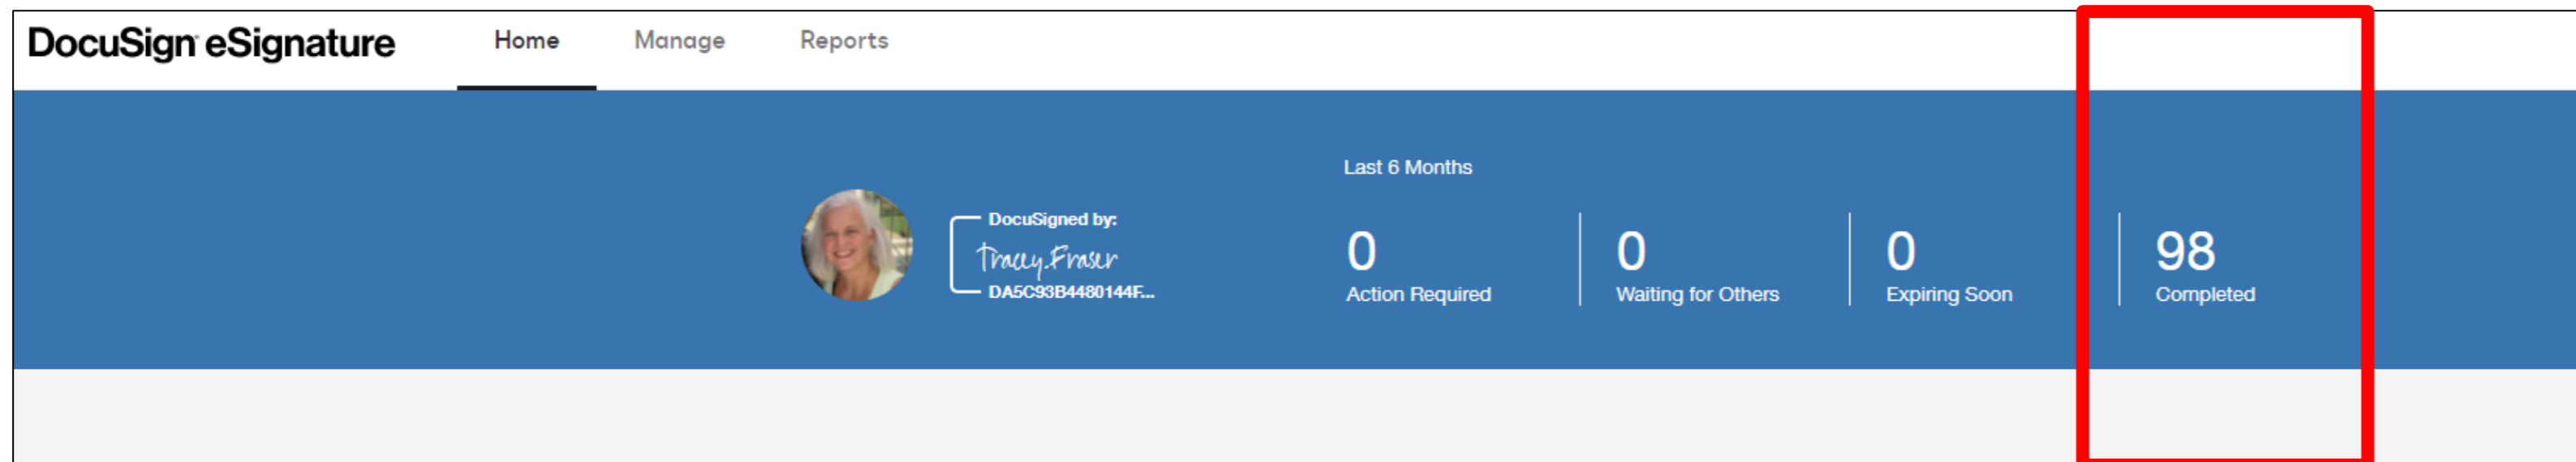 DocuSign eSignature Home Manage Reports
Last 6 Months
DocuSigned by:
Tracey.Fraser
DA5C93B4480144F...
0 0 0 98
Action Required Waiting for Others Expiring Soon Completed